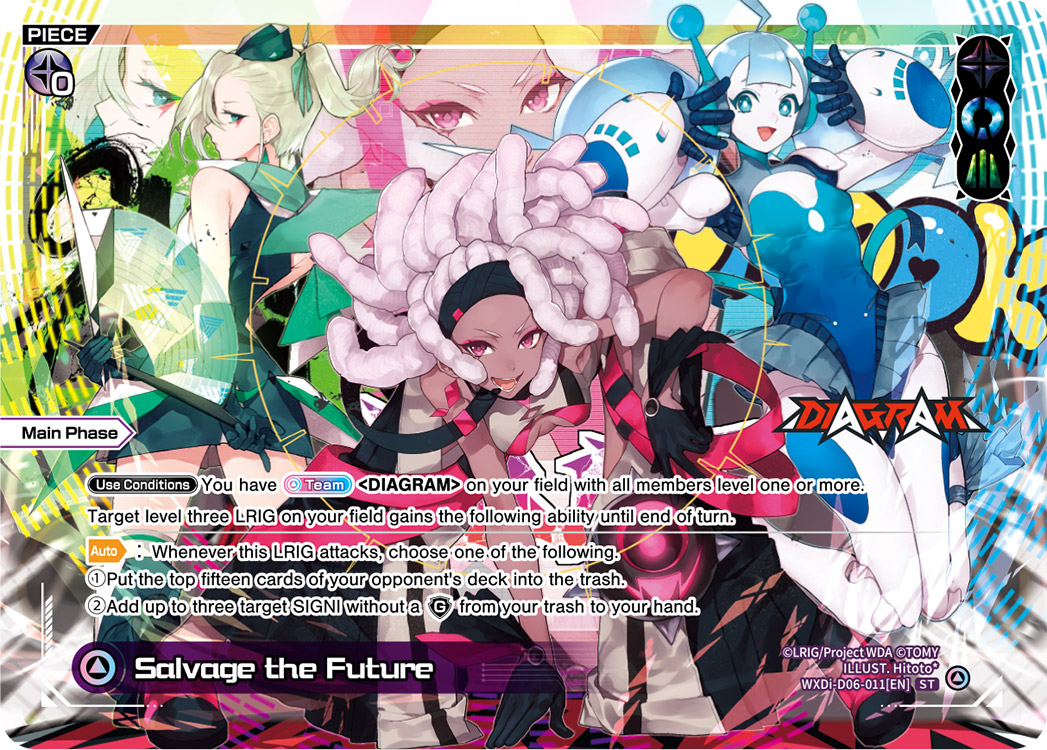 PIECE
0
Main Phase
DIAGRAM
Use Conditions You have Team <DIAGRAM> on your field with all members level one or more.
Target level three LRIG on your field gains the following ability until end of turn.
Auto : Whenever this LRIG attacks, choose one of the following.
①Put the top fifteen cards of your opponent's deck into the trash.
②Add up to three target SIGNI without a G from your trash to your hand.
Salvage the Future
©LRIG/Project WDA ©TOMY
ILLUST. Hitoto*
WXDi-D06-011[EN] ST